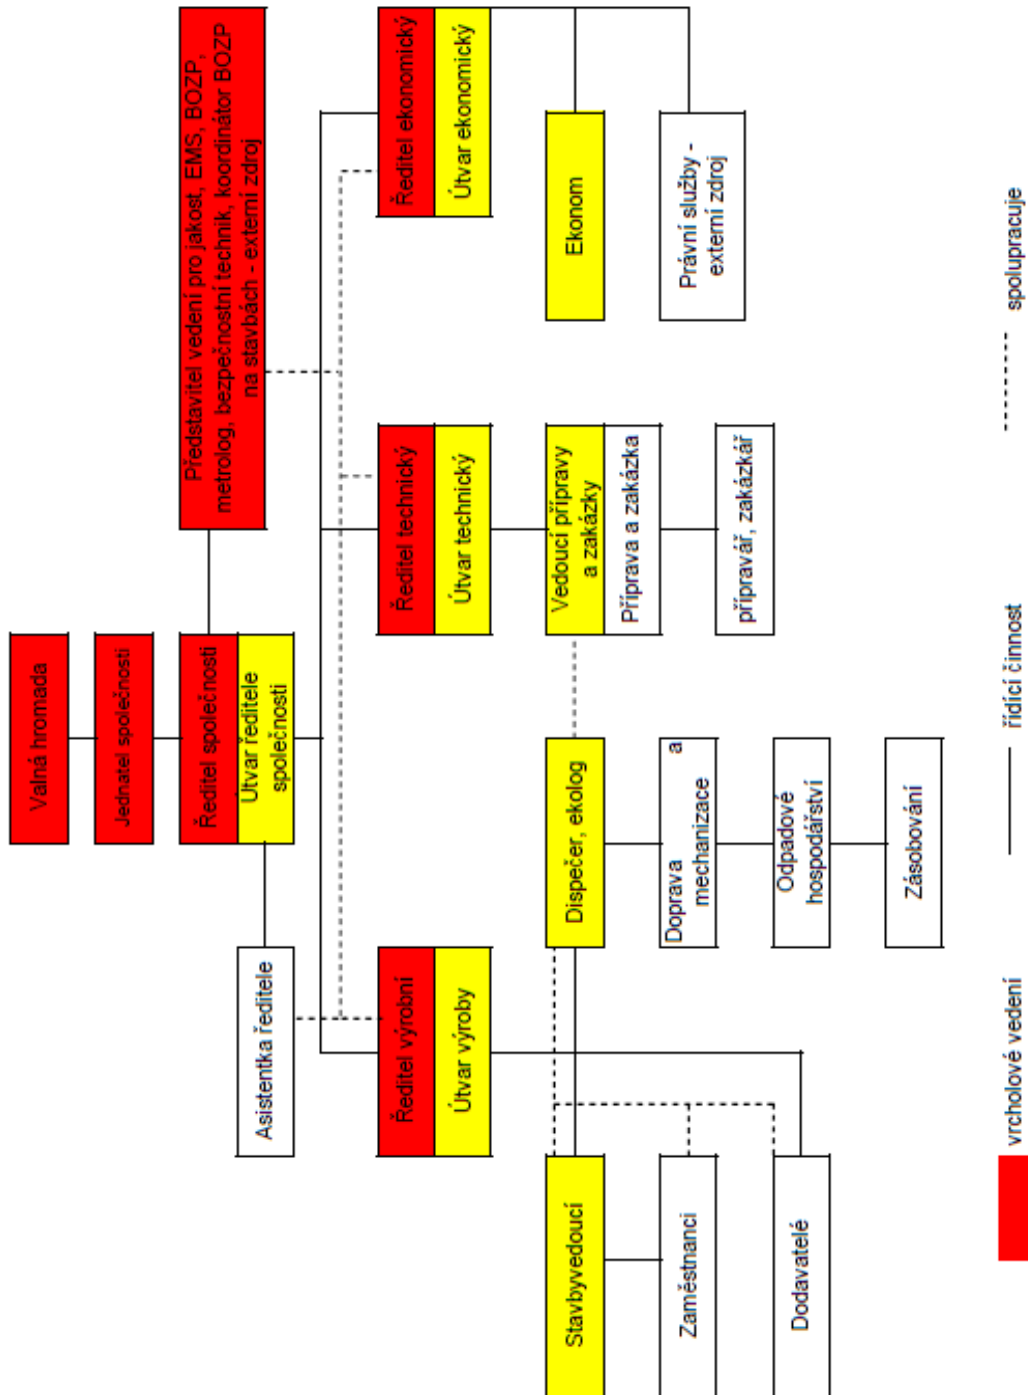 Valná hromada
Jednatel společnosti
Ředitel společnosti
Útvar ředitele
společnosti
Představitel vedení pro jakost, EMS, BOZP,
metrolog, bezpečnostní technik, koordinátor BOZP
na stavbách - externí zdroj
Asistentka ředitele
Ředitel výrobní
Útvar výroby
Ředitel technický
Útvar technický
Ředitel ekonomický
Útvar ekonomický
Stavbyvedoucí
Zaměstnanci
Dodavatelé
Dispečer, ekolog
Doprava a
mechanizace
Odpadové
hospodářství
Zásobování
Vedoucí přípravy
a zakázky
Příprava a zakázka
přípravář, zakázkář
Ekonom
Právní služby -
externí zdroj
vrcholové vedení
řídící činnost
spolupracuje